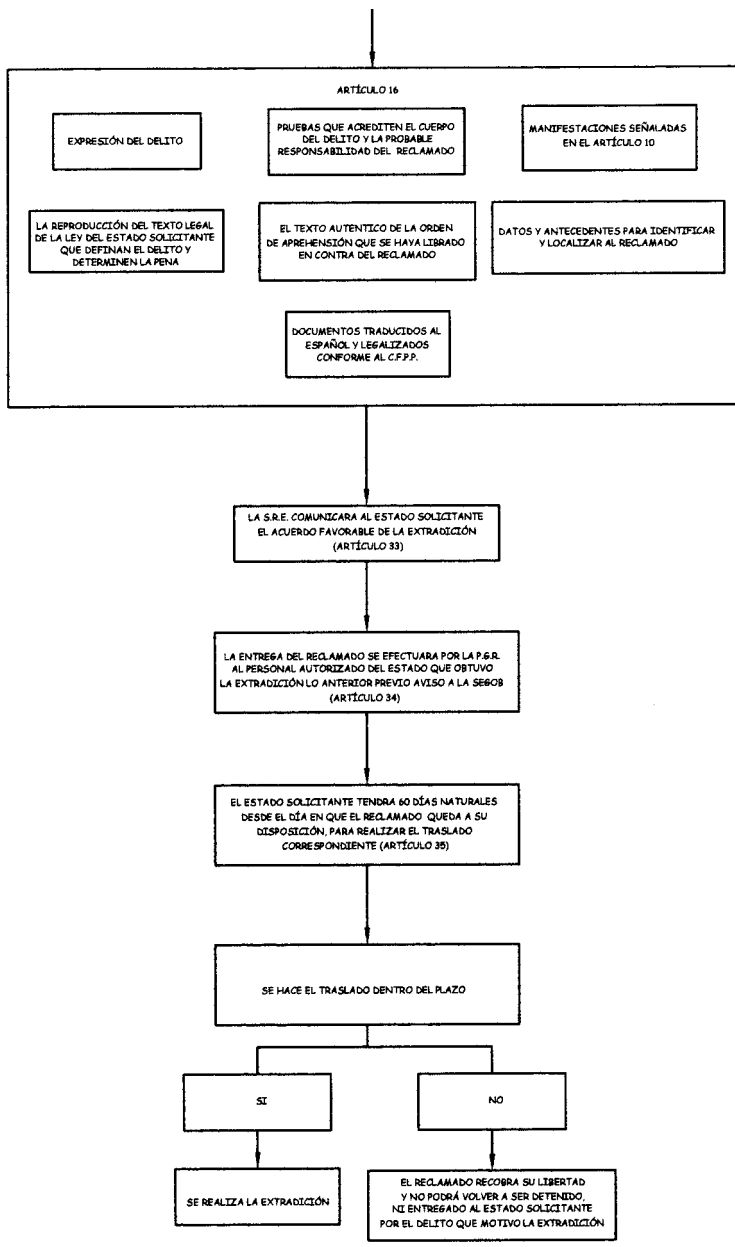 ARTÍCULO 16
EXPRESIÓN DEL DELITO
PRUEBAS QUE ACREDITEN EL CUERPO
DEL DELITO Y LA PROBABLE
RESPONSABILIDAD DEL RECLAMADO
MANIFESTACIONES SEÑALADAS
EN EL ARTÍCULO 10
LA REPRODUCCIÓN DEL TEXTO LEGAL
DE LA LEY DEL ESTADO SOLICITANTE
QUE DEFINAN EL DELITO Y
DETERMINEN LA PENA
EL TEXTO AUTENTICO DE LA ORDEN
DE APREHENSIÓN QUE SE HAYA LIBRADO
EN CONTRA DEL RECLAMADO
DATOS Y ANTECEDENTES PARA IDENTIFICAR
Y LOCALIZAR AL RECLAMADO
DOCUMENTOS TRADUCIDOS AL
ESPAÑOL Y LEGALIZADOS
CONFORME AL C.F.P.P.
LA S.R.E. COMUNICARA AL ESTADO SOLICITANTE
EL ACUERDO FAVORABLE DE LA EXTRADICIÓN
(ARTÍCULO 33)
LA ENTREGA DEL RECLAMADO SE EFECTUARA POR LA P.G.R.
AL PERSONAL AUTORIZADO DEL ESTADO QUE OBTUVO
LA EXTRADICIÓN LO ANTERIOR PREVIO AVISO A LA SEGOB
(ARTÍCULO 34)
EL ESTADO SOLICITANTE TENDRA 60 DÍAS NATURALES
DESDE EL DÍA EN QUE EL RECLAMADO QUEDA A SU
DISPOSICIÓN, PARA REALIZAR EL TRASLADO
CORRESPONDIENTE (ARTÍCULO 35)
SE HACE EL TRASLADO DENTRO DEL PLAZO
SI
NO
SE REALIZA LA EXTRADICIÓN
EL RECLAMADO RECOBRA SU LIBERTAD
Y NO PODRÁ VOLVER A SER DETENIDO,
NI ENTREGADO AL ESTADO SOLICITANTE
POR EL DELITO QUE MOTIVO LA EXTRADICIÓN